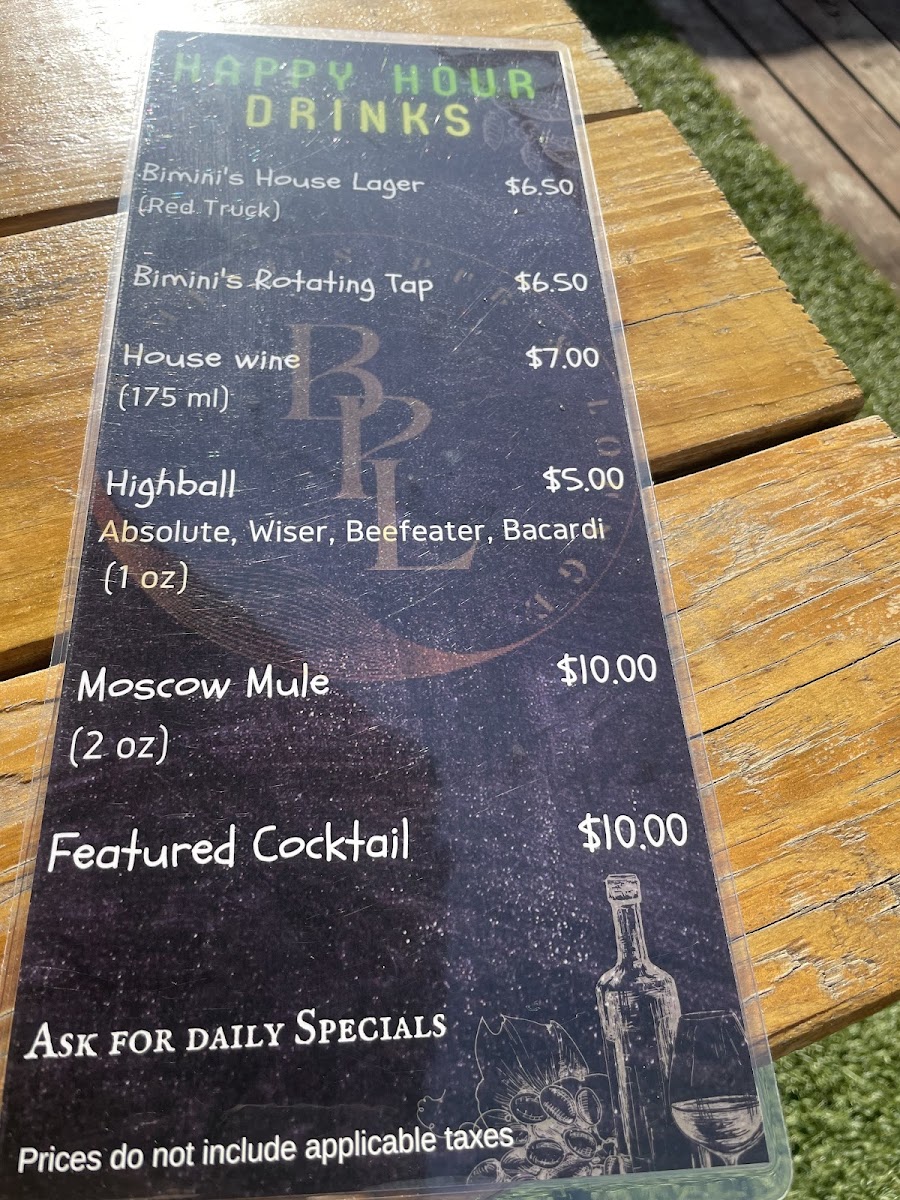 HAPPY HOUR
DRINKS
Bimini's House Lager $6.50
(Red Truck)
Bimini's Rotating Tap $6.50
House wine $7.00
(175 ml)
Highball $5.00
Absolute, Wiser, Beefeater, Bacardi
(1 oz)
Moscow Mule $10.00
(2 oz)
Featured Cocktail $10.00
Ask for daily Specials
Prices do not include applicable taxes
BPL